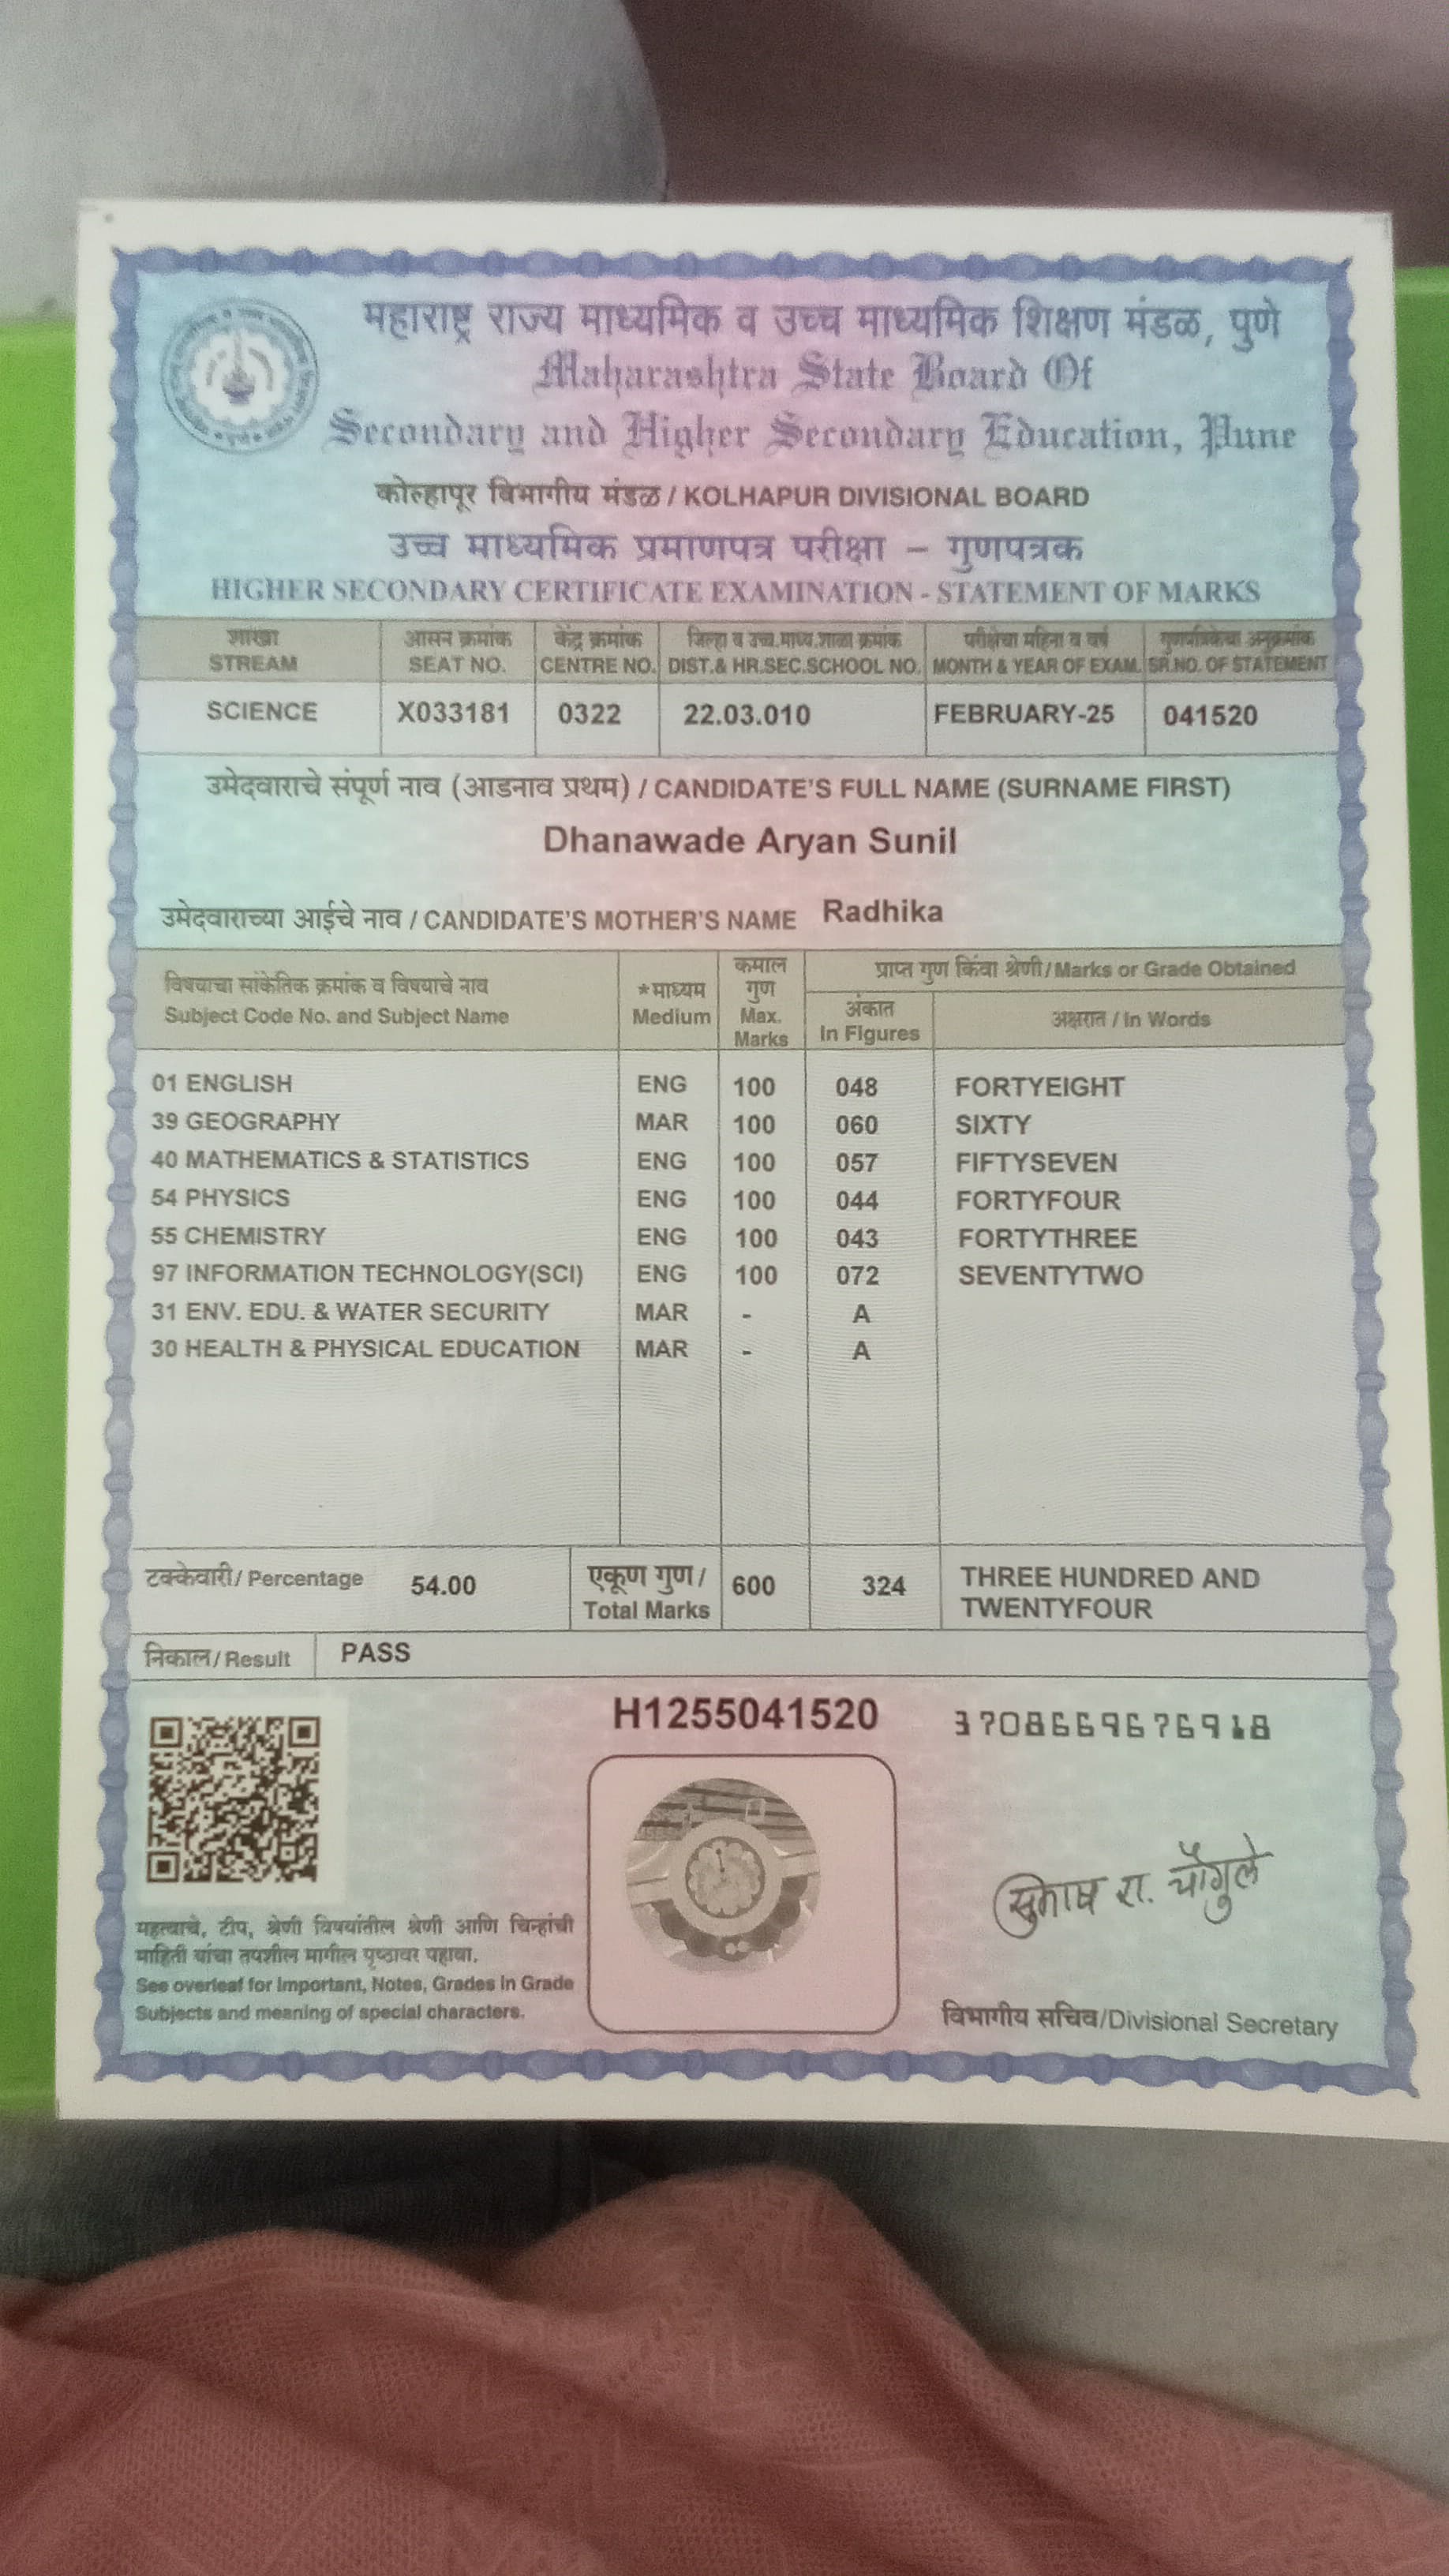 महाराष्ट्र राज्य माध्यमिक व उच्च माध्यमिक शिक्षण मंडळ, पुणे
Maharashtra State Board Of
Secondary and Higher Secondary Education, Pune
कोल्हापूर विभागीय मंडळ / KOLHAPUR DIVISIONAL BOARD
उच्च माध्यमिक प्रमाणपत्र परीक्षा – गुणपत्रक
HIGHER SECONDARY CERTIFICATE EXAMINATION - STATEMENT OF MARKS
शाखा आसन क्रमांक केंद्र क्रमांक जिल्हा व उच्च.माध्य.शाळा क्रमांक परीक्षेचा महिना व वर्ष गुणपत्रिकेचा अनुक्रमांक
STREAM SEAT NO. CENTRE NO. DIST.& HR.SEC.SCHOOL NO. MONTH & YEAR OF EXAM. SR.NO. OF STATEMENT
SCIENCE X033181 0322 22.03.010 FEBRUARY-25 041520
उमेदवाराचे संपूर्ण नाव (आडनाव प्रथम) / CANDIDATE'S FULL NAME (SURNAME FIRST)
Dhanawade Aryan Sunil
उमेदवाराच्या आईचे नाव / CANDIDATE'S MOTHER'S NAME Radhika
विषयाचा सांकेतिक क्रमांक व विषयाचे नाव
Subject Code No. and Subject Name
*माध्यम
Medium
कमाल
गुण
Max.
Marks
प्राप्त गुण किंवा श्रेणी/Marks or Grade Obtained
अंकात
In Figures
अक्षरात / In Words
01 ENGLISH ENG 100 048 FORTYEIGHT
39 GEOGRAPHY MAR 100 060 SIXTY
40 MATHEMATICS & STATISTICS ENG 100 057 FIFTYSEVEN
54 PHYSICS ENG 100 044 FORTYFOUR
55 CHEMISTRY ENG 100 043 FORTYTHREE
97 INFORMATION TECHNOLOGY(SCI) ENG 100 072 SEVENTYTWO
31 ENV. EDU. & WATER SECURITY MAR - A
30 HEALTH & PHYSICAL EDUCATION MAR - A
टक्केवारी/ Percentage 54.00
एकूण गुण/
Total Marks
600 324
THREE HUNDRED AND
TWENTYFOUR
निकाल/ Result PASS
H1255041520
3708669676918
महत्वाचे, टीप, श्रेणी विषयांतील श्रेणी आणि चिन्हांची
माहिती यांचा तपशील मागील पृष्ठावर पहावा.
See overleaf for Important, Notes, Grades in Grade
Subjects and meaning of special characters.
सुभाष रा. चौगुले
विभागीय सचिव/Divisional Secretary